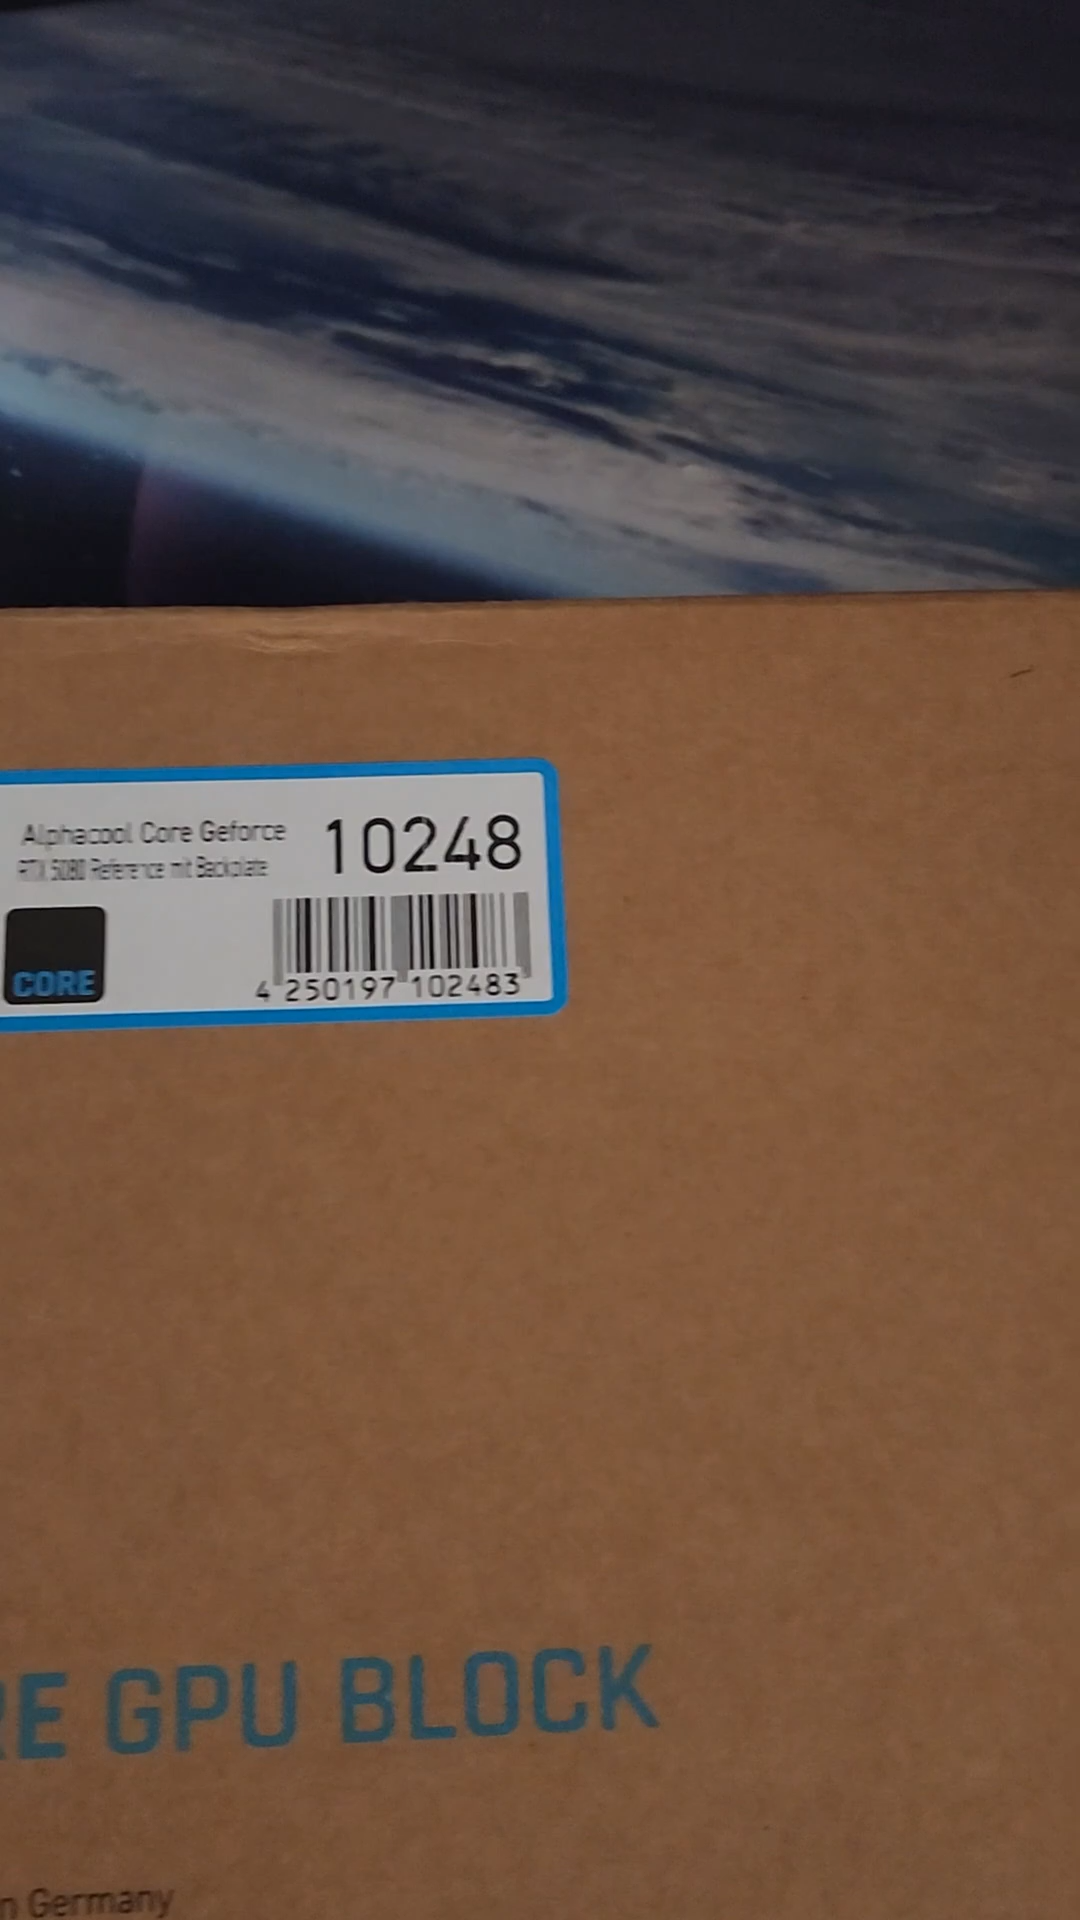 Alphacool Core Geforce
RTX 5080 Reference mit Backplate
10248
CORE
4 250197 102483
RE GPU BLOCK
n Germany